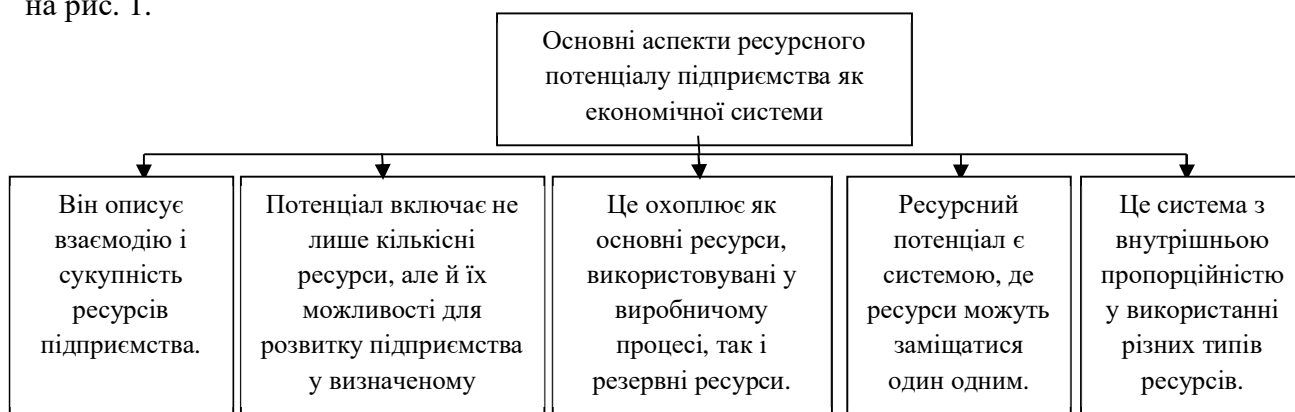 на рис. 1.
Основні аспекти ресурсного
потенціалу підприємства як
економічної системи
Він описує
взаємодію і
сукупність
ресурсів
підприємства.
Потенціал включає не
лише кількісні
ресурси, але й їх
можливості для
розвитку підприємства
у визначеному
Це охоплює як
основні ресурси,
використовувані у
виробничому
процесі, так і
резервні ресурси.
Ресурсний
потенціал є
системою, де
ресурси можуть
заміщатися
один одним.
Це система з
внутрішньою
пропорційністю
у використанні
різних типів
ресурсів.